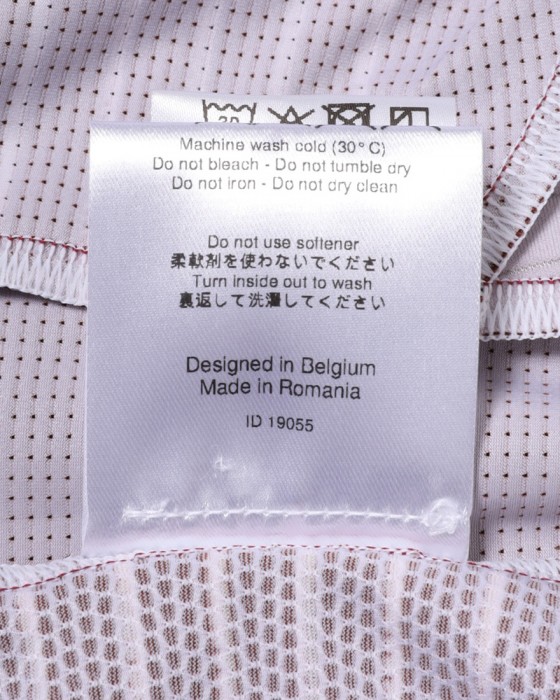 30
Machine wash cold (30°C)
Do not bleach - Do not tumble dry
Do not iron - Do not dry clean
Do not use softener
柔軟剤を使わないでください
Turn inside out to wash
裏返して洗濯してください
Designed in Belgium
Made in Romania
ID 19055